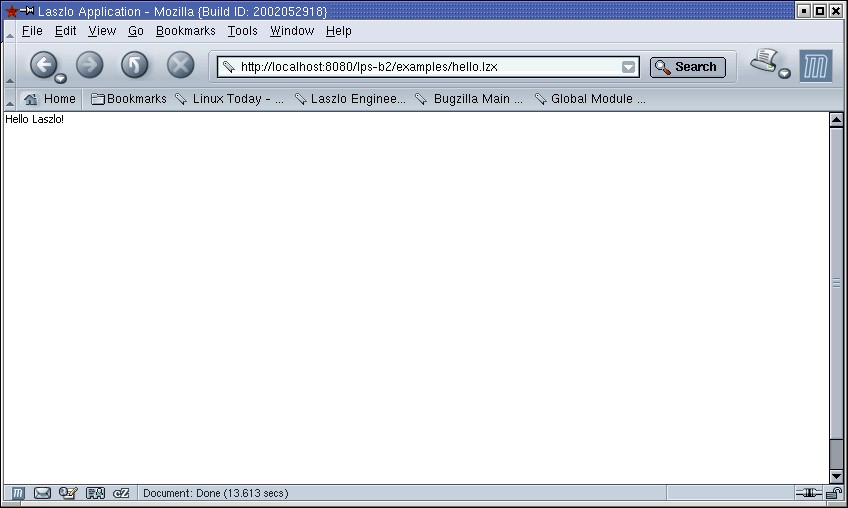 Laszlo Application - Mozilla {Build ID: 2002052918}
File Edit View Go Bookmarks Tools Window Help
http://localhost:8080/lps-b2/examples/hello.lzx Search
Home Bookmarks Linux Today - ... Laszlo Enginee... Bugzilla Main ... Global Module ...
Hello Laszlo!
cZ Document: Done (13.613 secs)